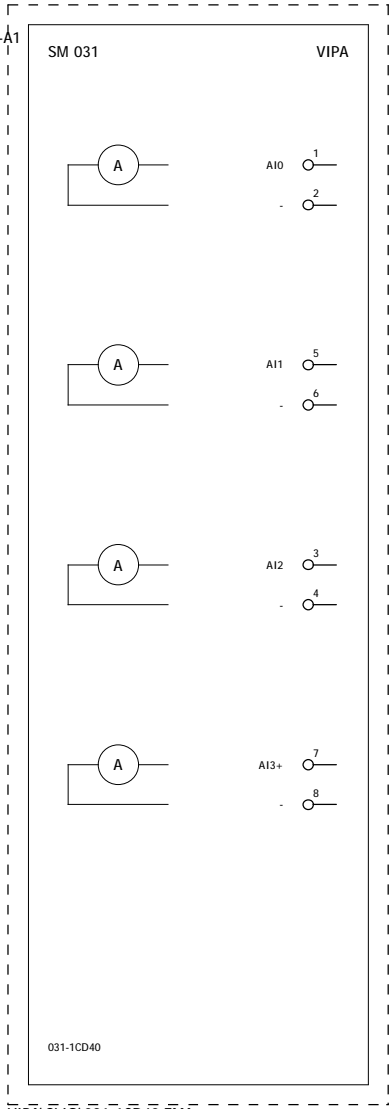 -A1
SM 031 VIPA
A AI0 1
- 2
A AI1 5
- 6
A AI2 3
- 4
A AI3+ 7
- 8
031-1CD40